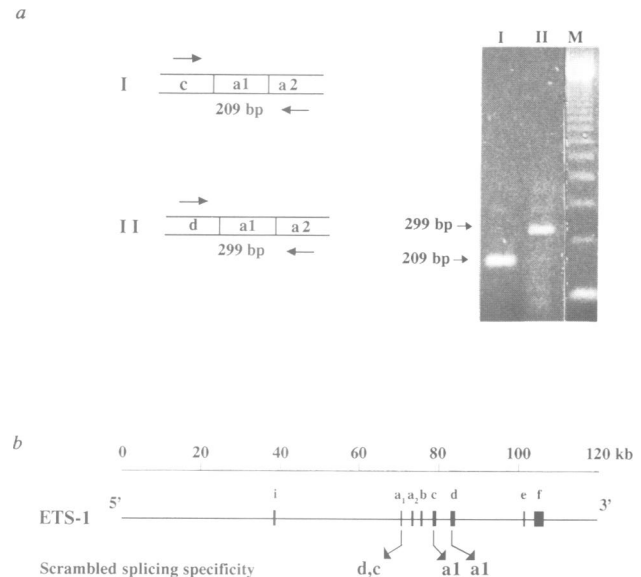 a
I II M
I
c a1 a2
209 bp
II
d a1 a2
299 bp
299 bp
209 bp
b
0 20 40 60 80 100 120 kb
5' 3'
i a1 a2 b c d e f
ETS-1
Scrambled splicing specificity d,c a1 a1